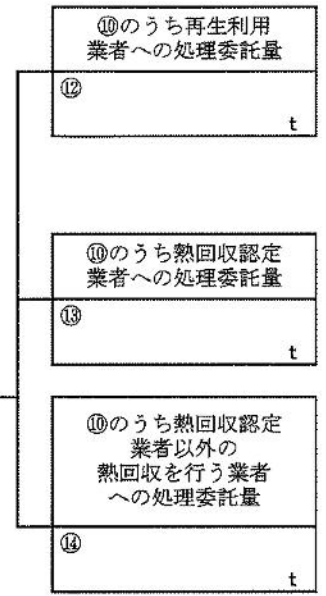 ⑩のうち再生利用
業者への処理委託量
⑫
t
⑩のうち熱回収認定
業者への処理委託量
⑬
t
⑩のうち熱回収認定
業者以外の
熱回収を行う業者
への処理委託量
⑭
t